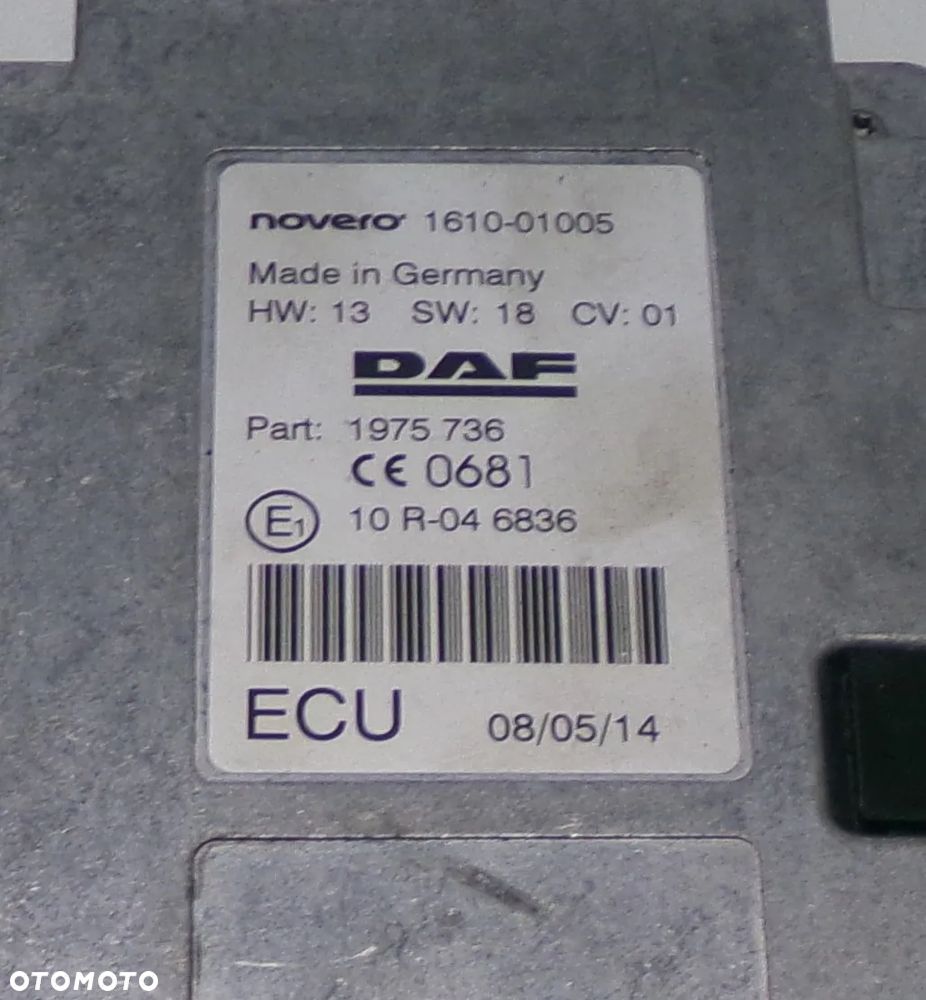 novero 1610-01005
Made in Germany
HW: 13 SW: 18 CV: 01
DAF
Part: 1975 736
CE 0681
E1 10 R-04 6836
ECU 08/05/14
OTOMOTO